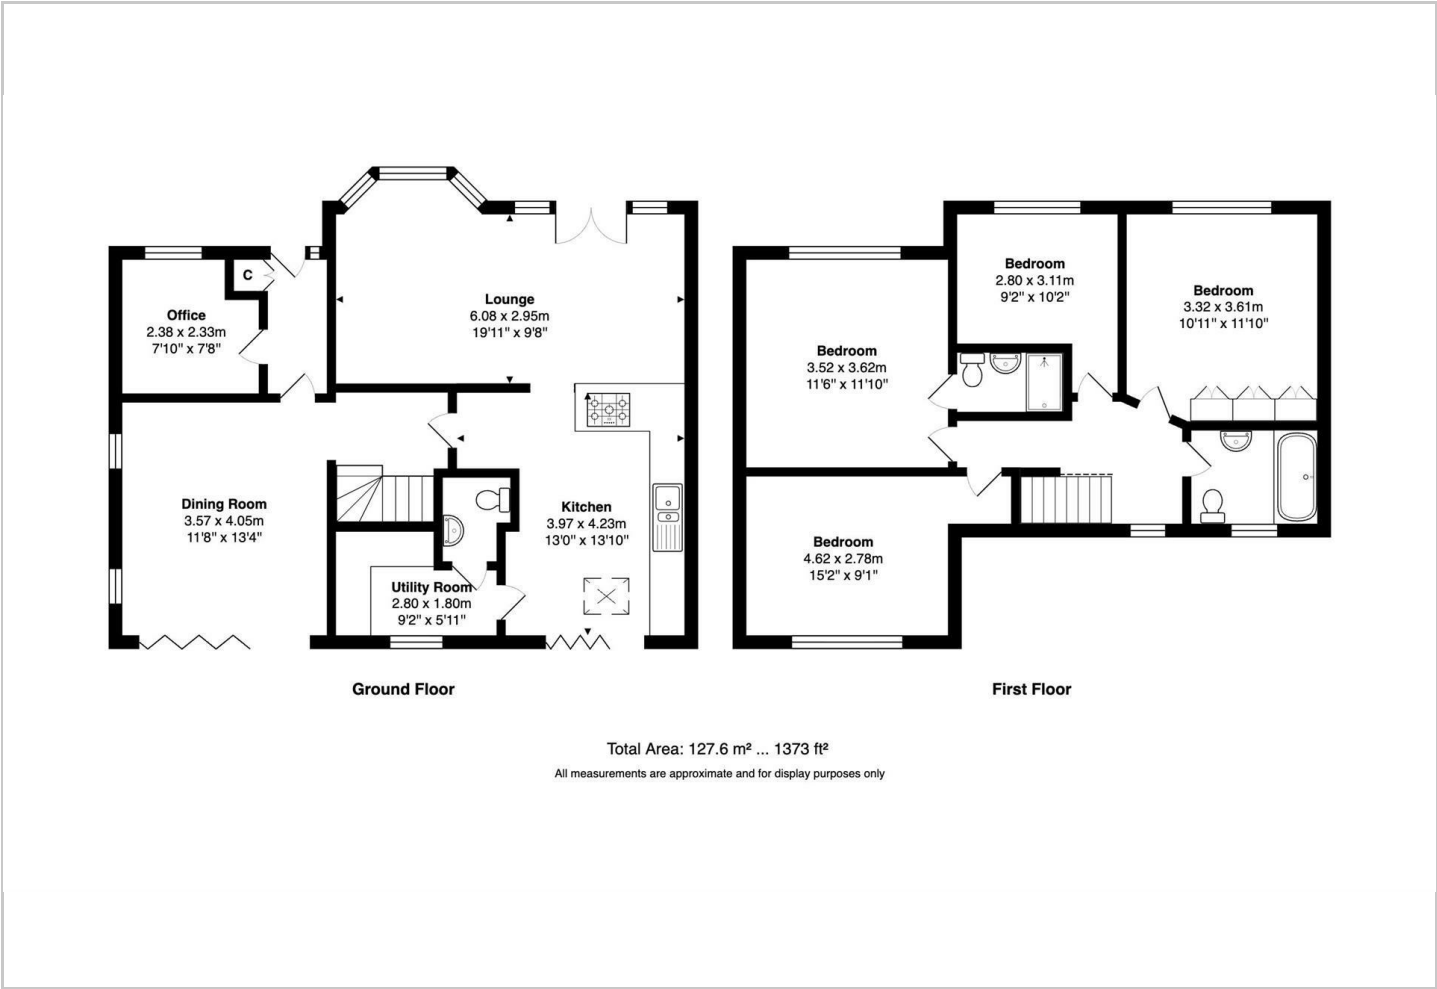 Office
2.38 x 2.33m
7'10" x 7'8"
C
Lounge
6.08 x 2.95m
19'11" x 9'8"
Dining Room
3.57 x 4.05m
11'8" x 13'4"
Kitchen
3.97 x 4.23m
13'0" x 13'10"
Utility Room
2.80 x 1.80m
9'2" x 5'11"
Ground Floor
Bedroom
2.80 x 3.11m
9'2" x 10'2"
Bedroom
3.32 x 3.61m
10'11" x 11'10"
Bedroom
3.52 x 3.62m
11'6" x 11'10"
Bedroom
4.62 x 2.78m
15'2" x 9'1"
First Floor
Total Area: 127.6 m² ... 1373 ft²
All measurements are approximate and for display purposes only